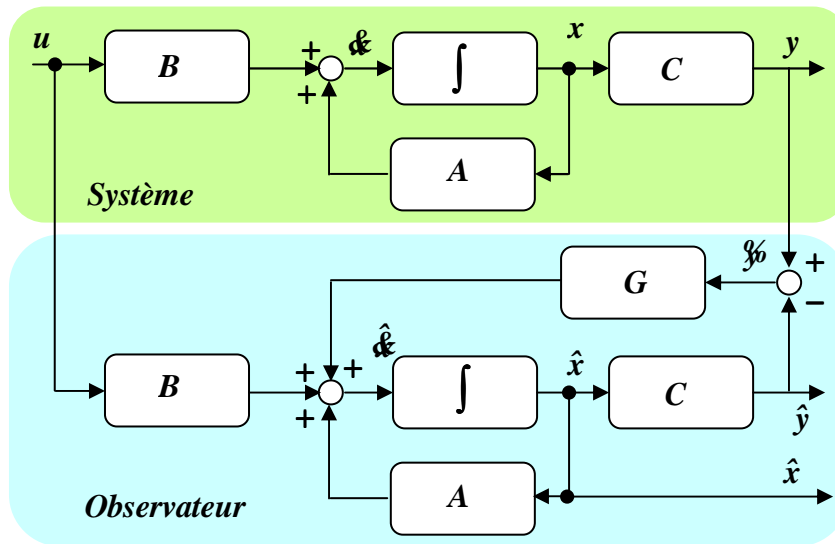 u
B
+
+
∫
x
C
y
A
Système
+
−
G
B
+
+
+
∫
x̂
C
ŷ
A
x̂
Observateur